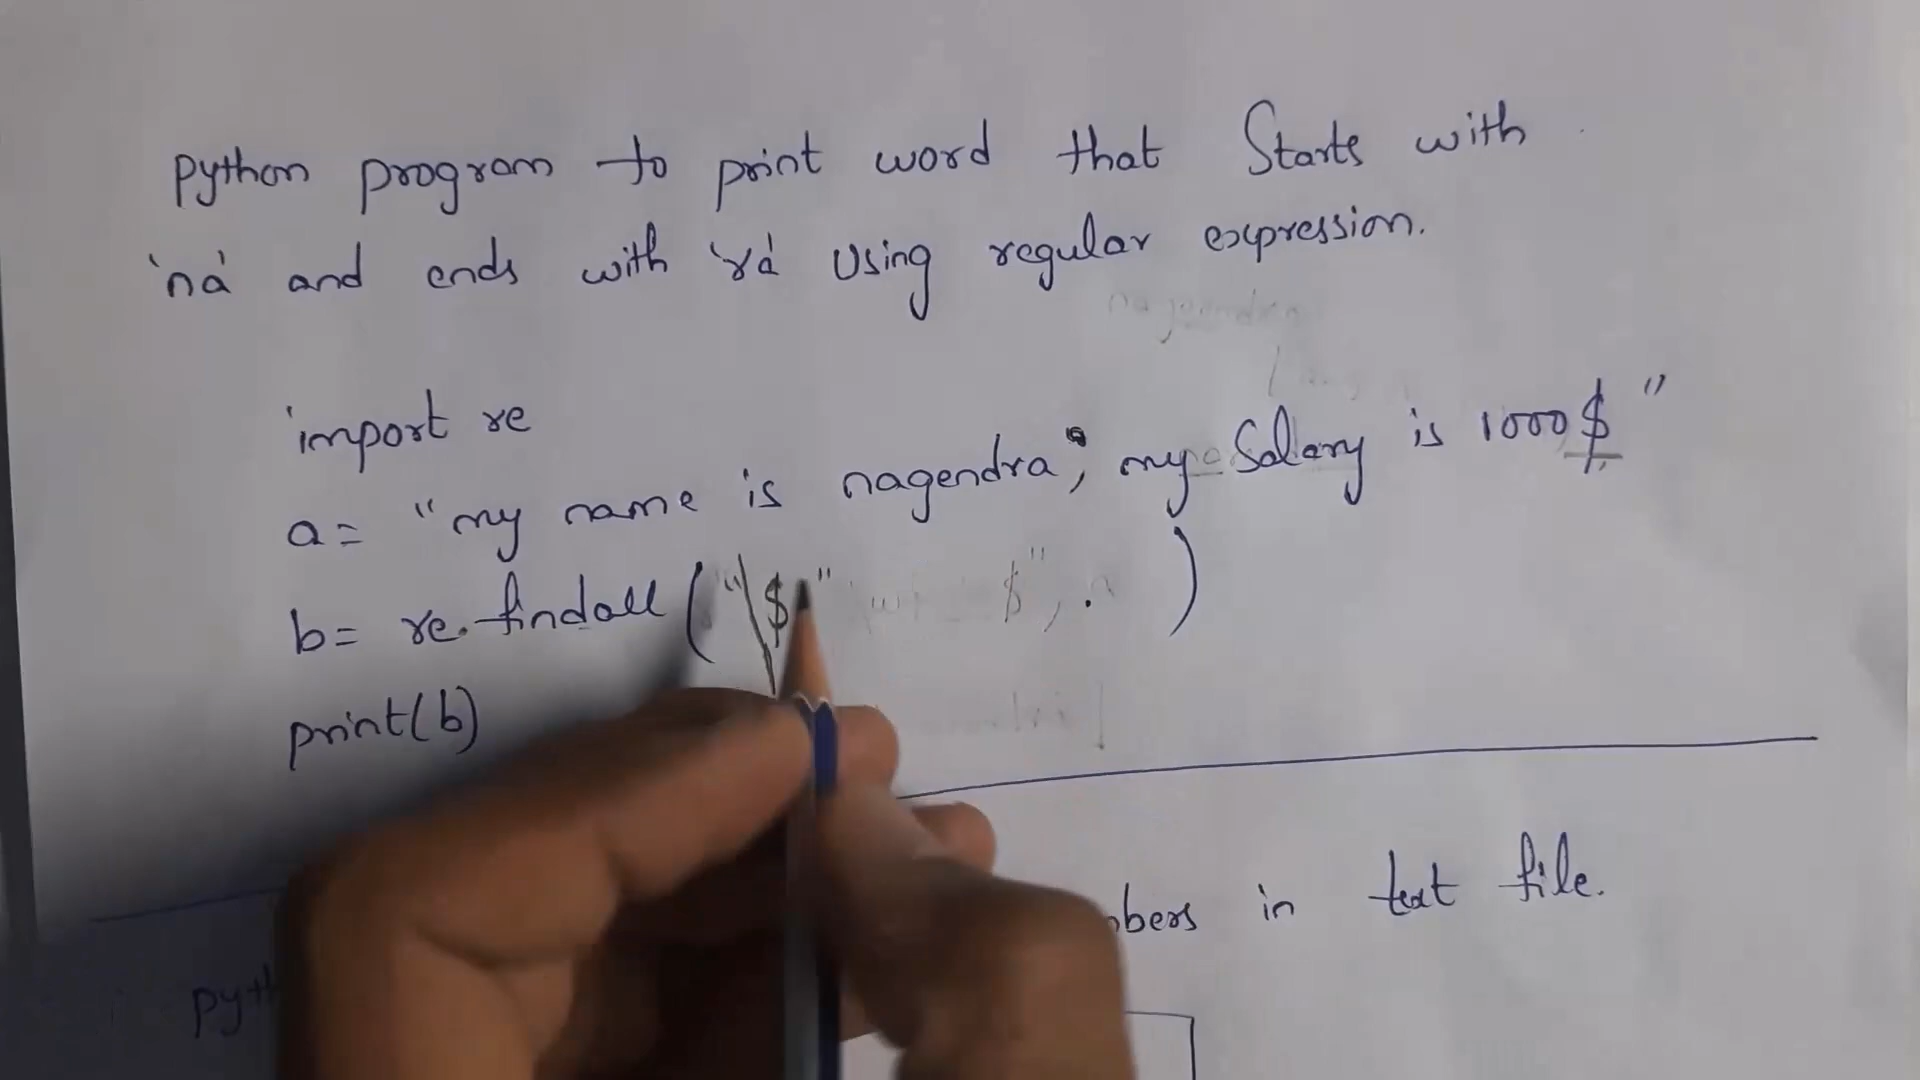 python program to print word that Starts with
'na' and ends with 'ra' Using regular expression.
import re
a= "my name is nagendra", my Salary is 1000$"
b= re.findall("\$" )
print(b)
in text file.